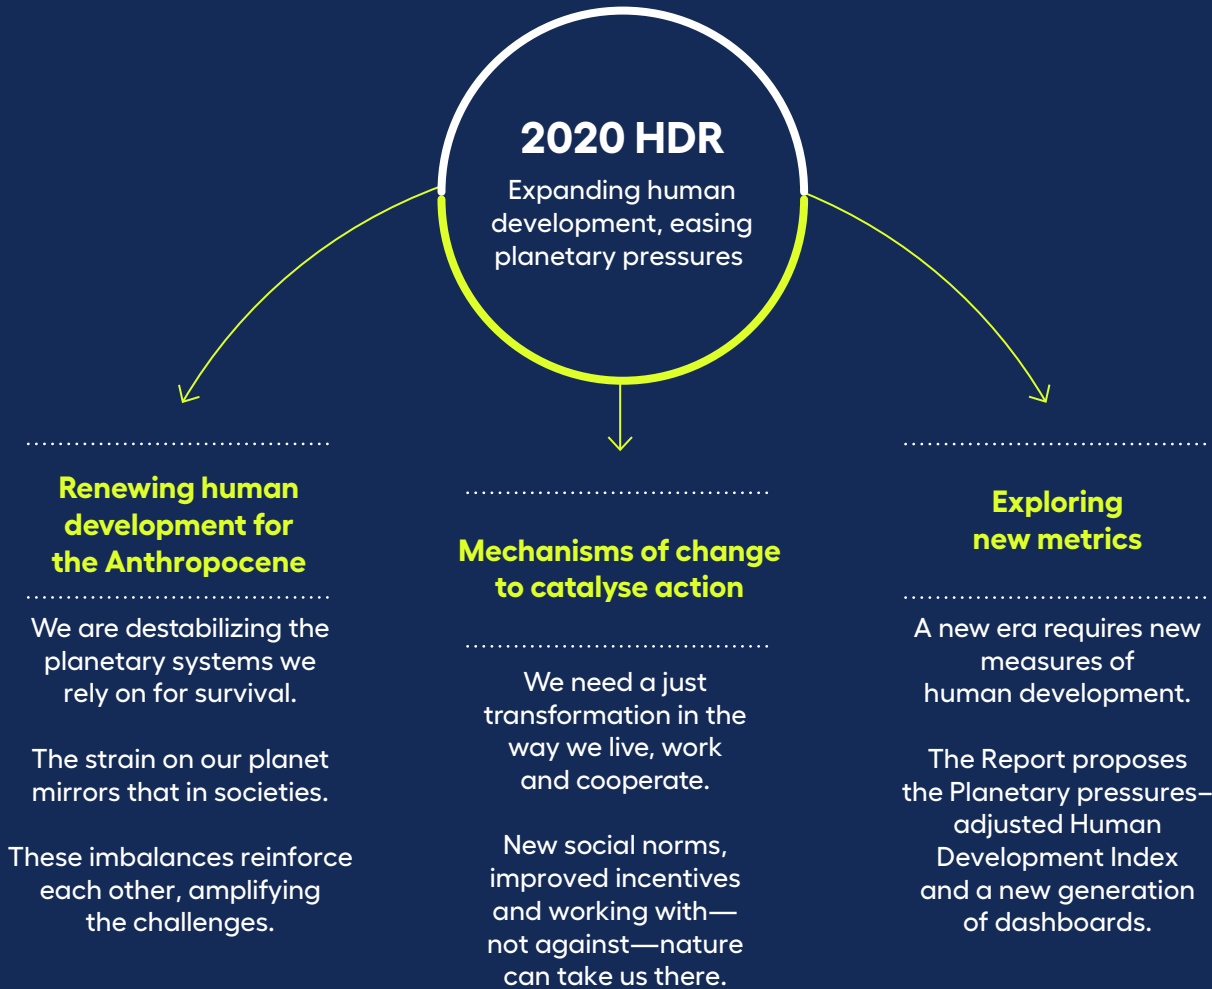 2020 HDR
Expanding human
development, easing
planetary pressures
Renewing human
development for
the Anthropocene
We are destabilizing the
planetary systems we
rely on for survival.
The strain on our planet
mirrors that in societies.
These imbalances reinforce
each other, amplifying
the challenges.
Mechanisms of change
to catalyse action
We need a just
transformation in the
way we live, work
and cooperate.
New social norms,
improved incentives
and working with—
not against—nature
can take us there.
Exploring
new metrics
A new era requires new
measures of
human development.
The Report proposes
the Planetary pressures–
adjusted Human
Development Index
and a new generation
of dashboards.